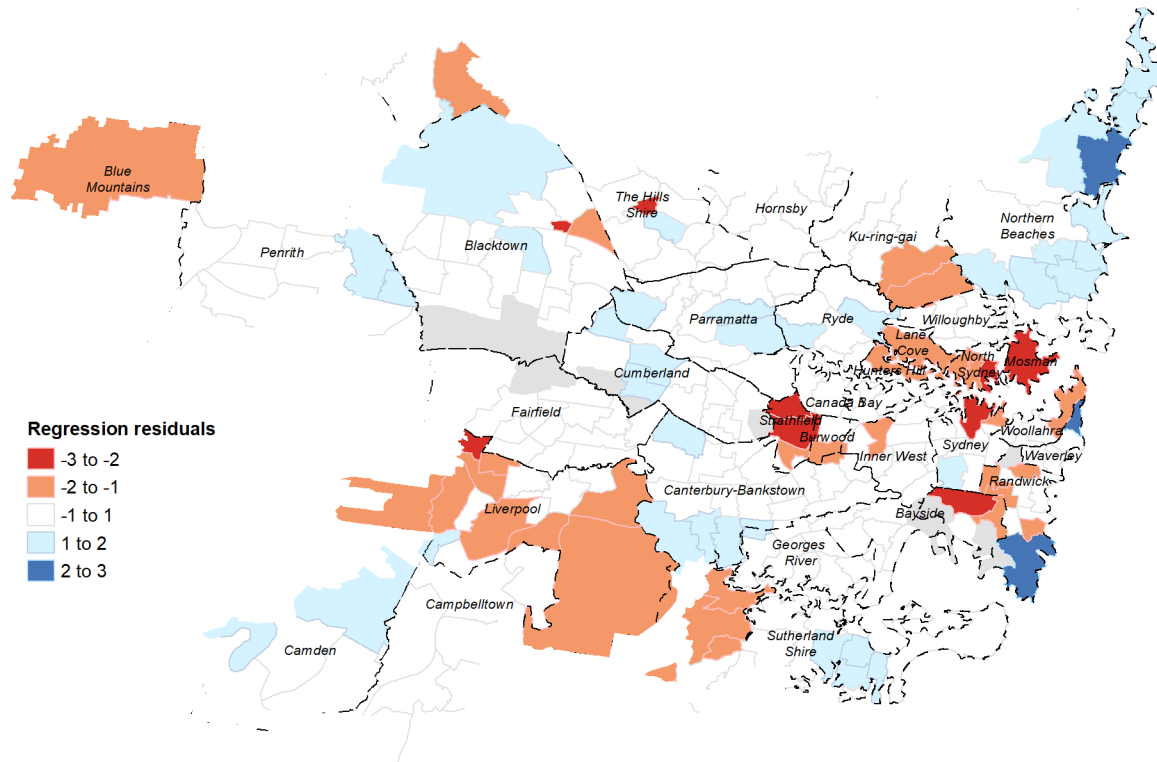 Blue
Mountains
Penrith
Blacktown
The Hills
Shire
Hornsby
Ku-ring-gai
Northern
Beaches
Parramatta
Ryde
Willoughby
Lane
Cove
Hunters Hill
North
Sydney
Mosman
Cumberland
Fairfield
Canada Bay
Strathfield
Burwood
Inner West
Sydney
Woollahra
Waverley
Randwick
Regression residuals
-3 to -2
-2 to -1
-1 to 1
1 to 2
2 to 3
Liverpool
Canterbury-Bankstown
Bayside
Georges
River
Campbelltown
Camden
Sutherland
Shire